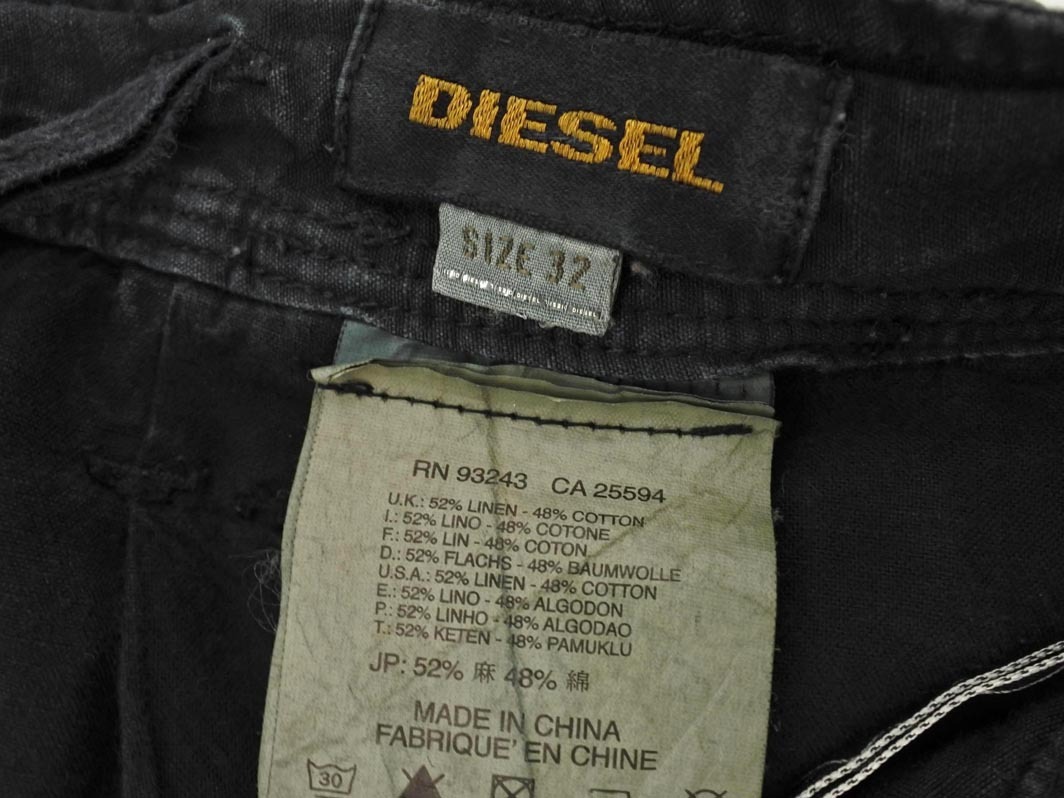 DIESEL
SIZE 32
RN 93243 CA 25594
U.K.: 52% LINEN - 48% COTTON
I.: 52% LINO - 48% COTONE
F.: 52% LIN - 48% COTON
D.: 52% FLACHS - 48% BAUMWOLLE
U.S.A.: 52% LINEN - 48% COTTON
E.: 52% LINO - 48% ALGODON
P.: 52% LINHO - 48% ALGODAO
T.: 52% KETEN - 48% PAMUKLU
JP: 52% 麻 48% 綿
MADE IN CHINA
FABRIQUE' EN CHINE
30